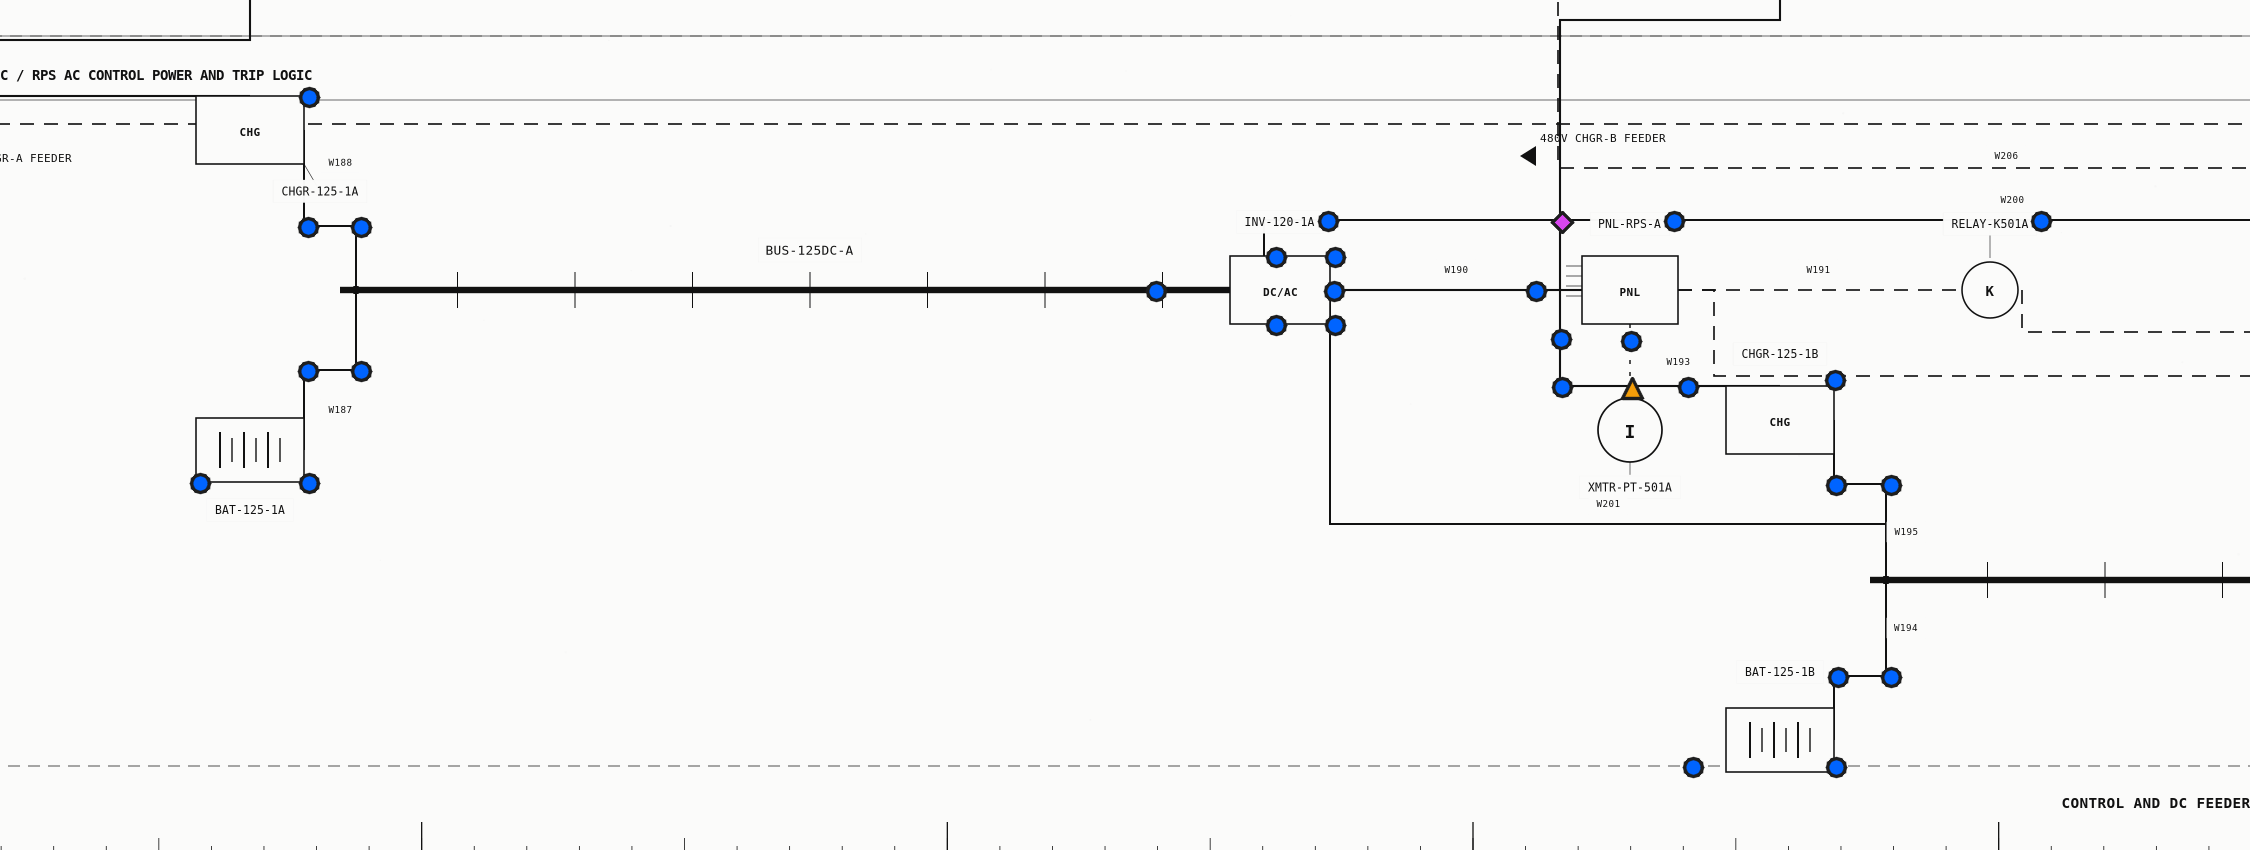 C / RPS AC CONTROL POWER AND TRIP LOGIC
CHG
GR-A FEEDER
W188
CHGR-125-1A
480V CHGR-B FEEDER
W206
W200
INV-120-1A
PNL-RPS-A
RELAY-K501A
BUS-125DC-A
W190
W191
DC/AC
PNL
K
CHGR-125-1B
W193
W187
CHG
I
XMTR-PT-501A
W201
BAT-125-1A
W195
W194
BAT-125-1B
CONTROL AND DC FEEDER